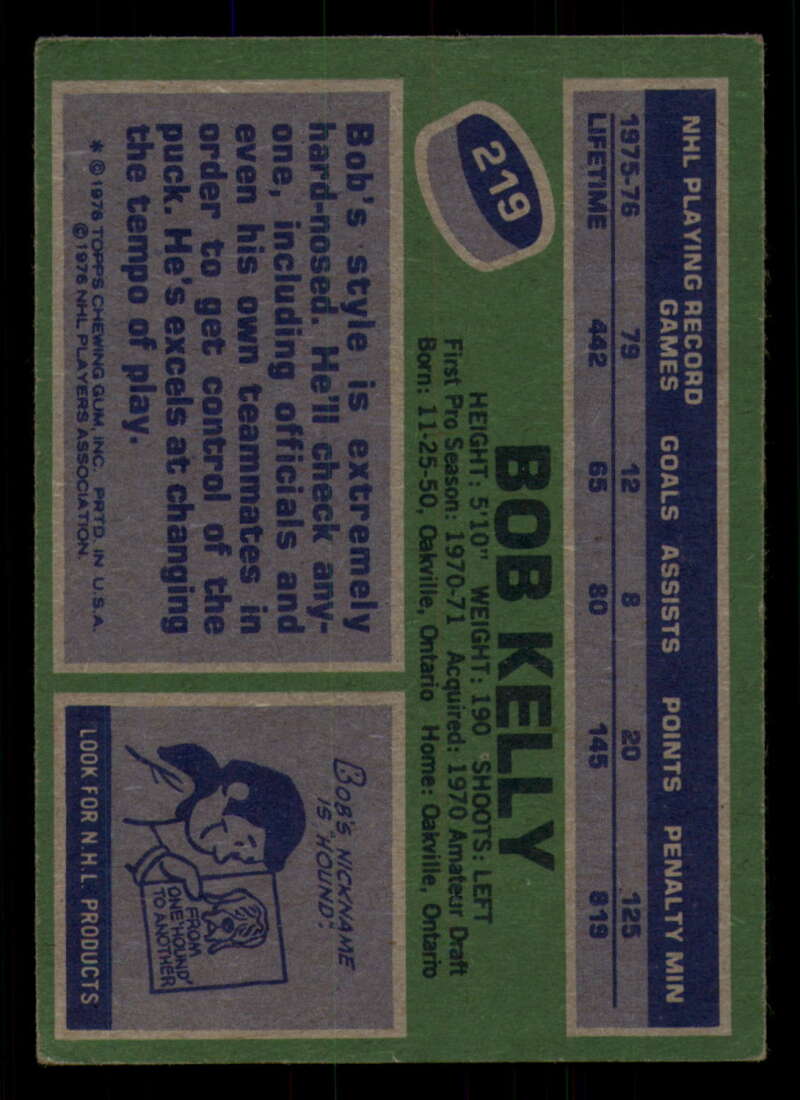 NHL PLAYING RECORD
GAMES GOALS ASSISTS POINTS PENALTY MIN
1975-76 79 12 8 20 125
LIFETIME 442 65 80 145 819
219
BOB KELLY
HEIGHT: 5'10" WEIGHT: 190 SHOOTS: LEFT
First Pro Season: 1970-71 Acquired: 1970 Amateur Draft
Born: 11-25-50, Oakville, Ontario Home: Oakville, Ontario
Bob's style is extremely
hard-nosed. He'll check any-
one, including officials and
even his own teammates in
order to get control of the
puck. He's excels at changing
the tempo of play.
* © 1976 TOPPS CHEWING GUM, INC. PRTD. IN U.S.A.
© 1976 NHL PLAYERS ASSOCIATION.
BOB'S NICKNAME
IS "HOUND".
FROM
ONE 'HOUND'
TO ANOTHER
LOOK FOR N.H.L. PRODUCTS